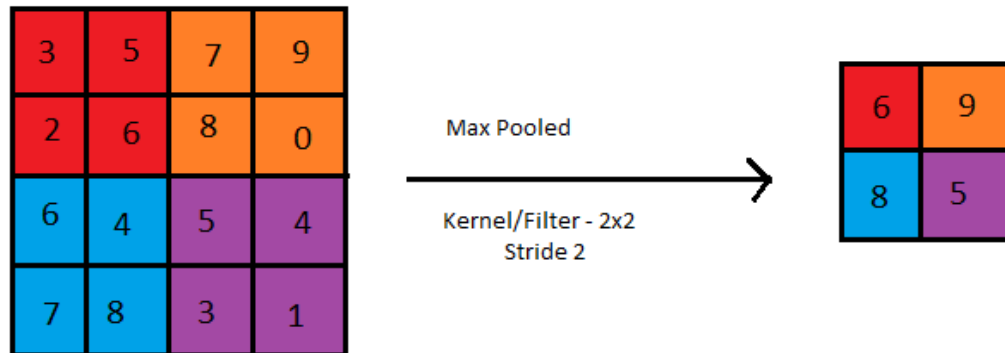 3 5 7 9
2 6 8 0
6 4 5 4
7 8 3 1
Max Pooled
Kernel/Filter - 2x2
Stride 2
6 9
8 5